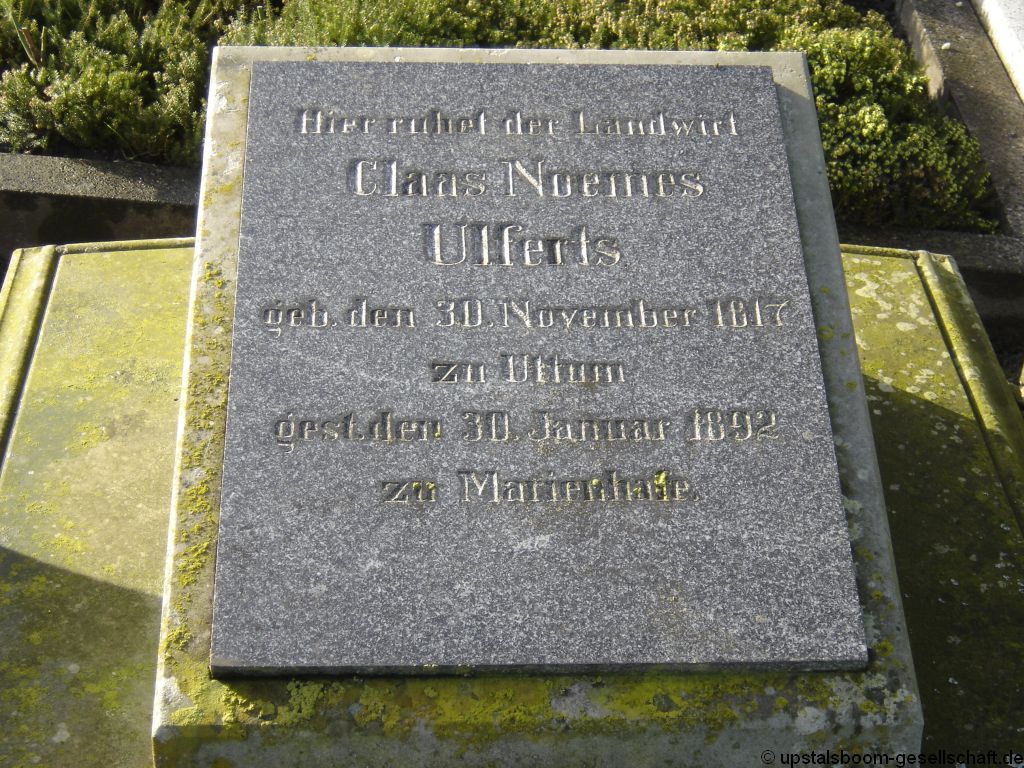 Hier ruhet der Landwirt
Claas Noemes
Ulferts
geb. den 30. November 1817
zu Uttum
gest. den 30. Januar 1892
zu Marienhafe.
© upstalsboom-gesellschaft.de